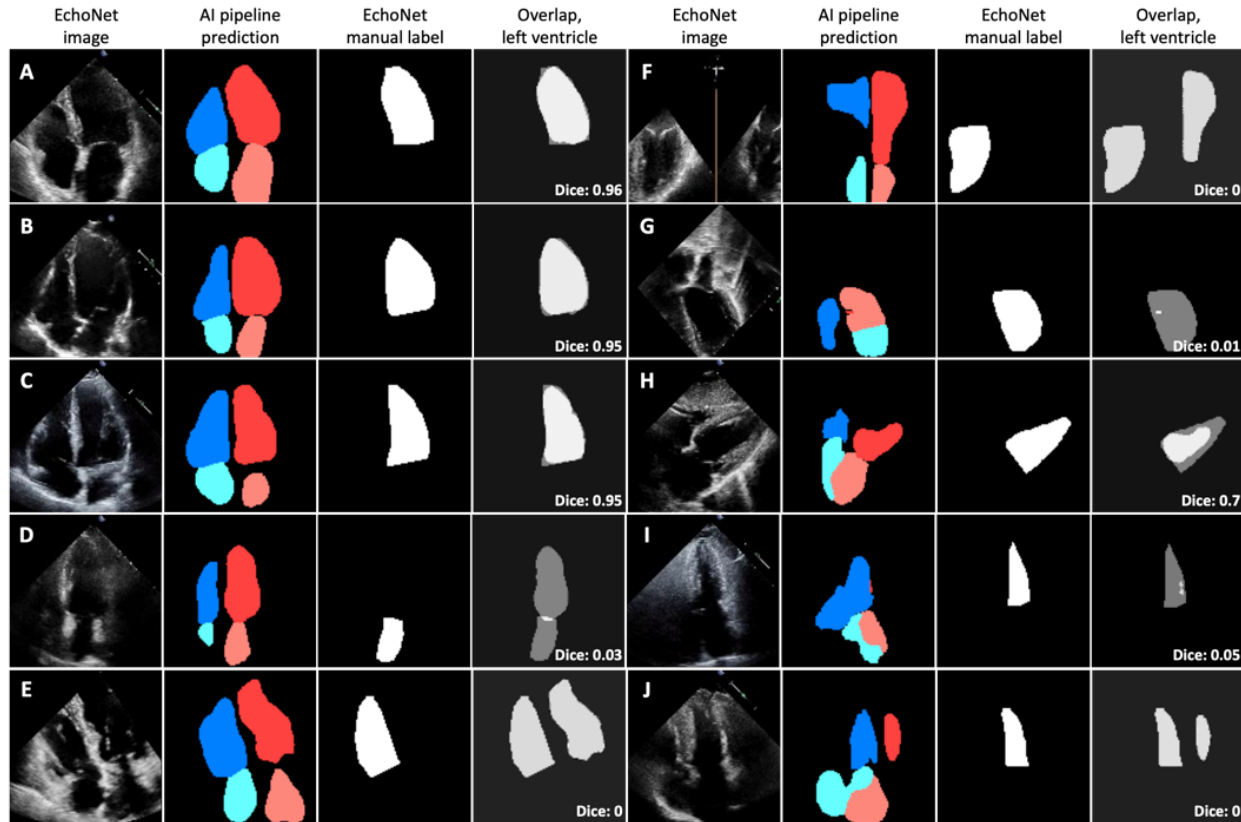 EchoNet image
AI pipeline prediction
EchoNet manual label
Overlap, left ventricle
EchoNet image
AI pipeline prediction
EchoNet manual label
Overlap, left ventricle
A
Dice: 0.96
F
Dice: 0
B
Dice: 0.95
G
Dice: 0.01
C
Dice: 0.95
H
Dice: 0.7
D
Dice: 0.03
I
Dice: 0.05
E
Dice: 0
J
Dice: 0